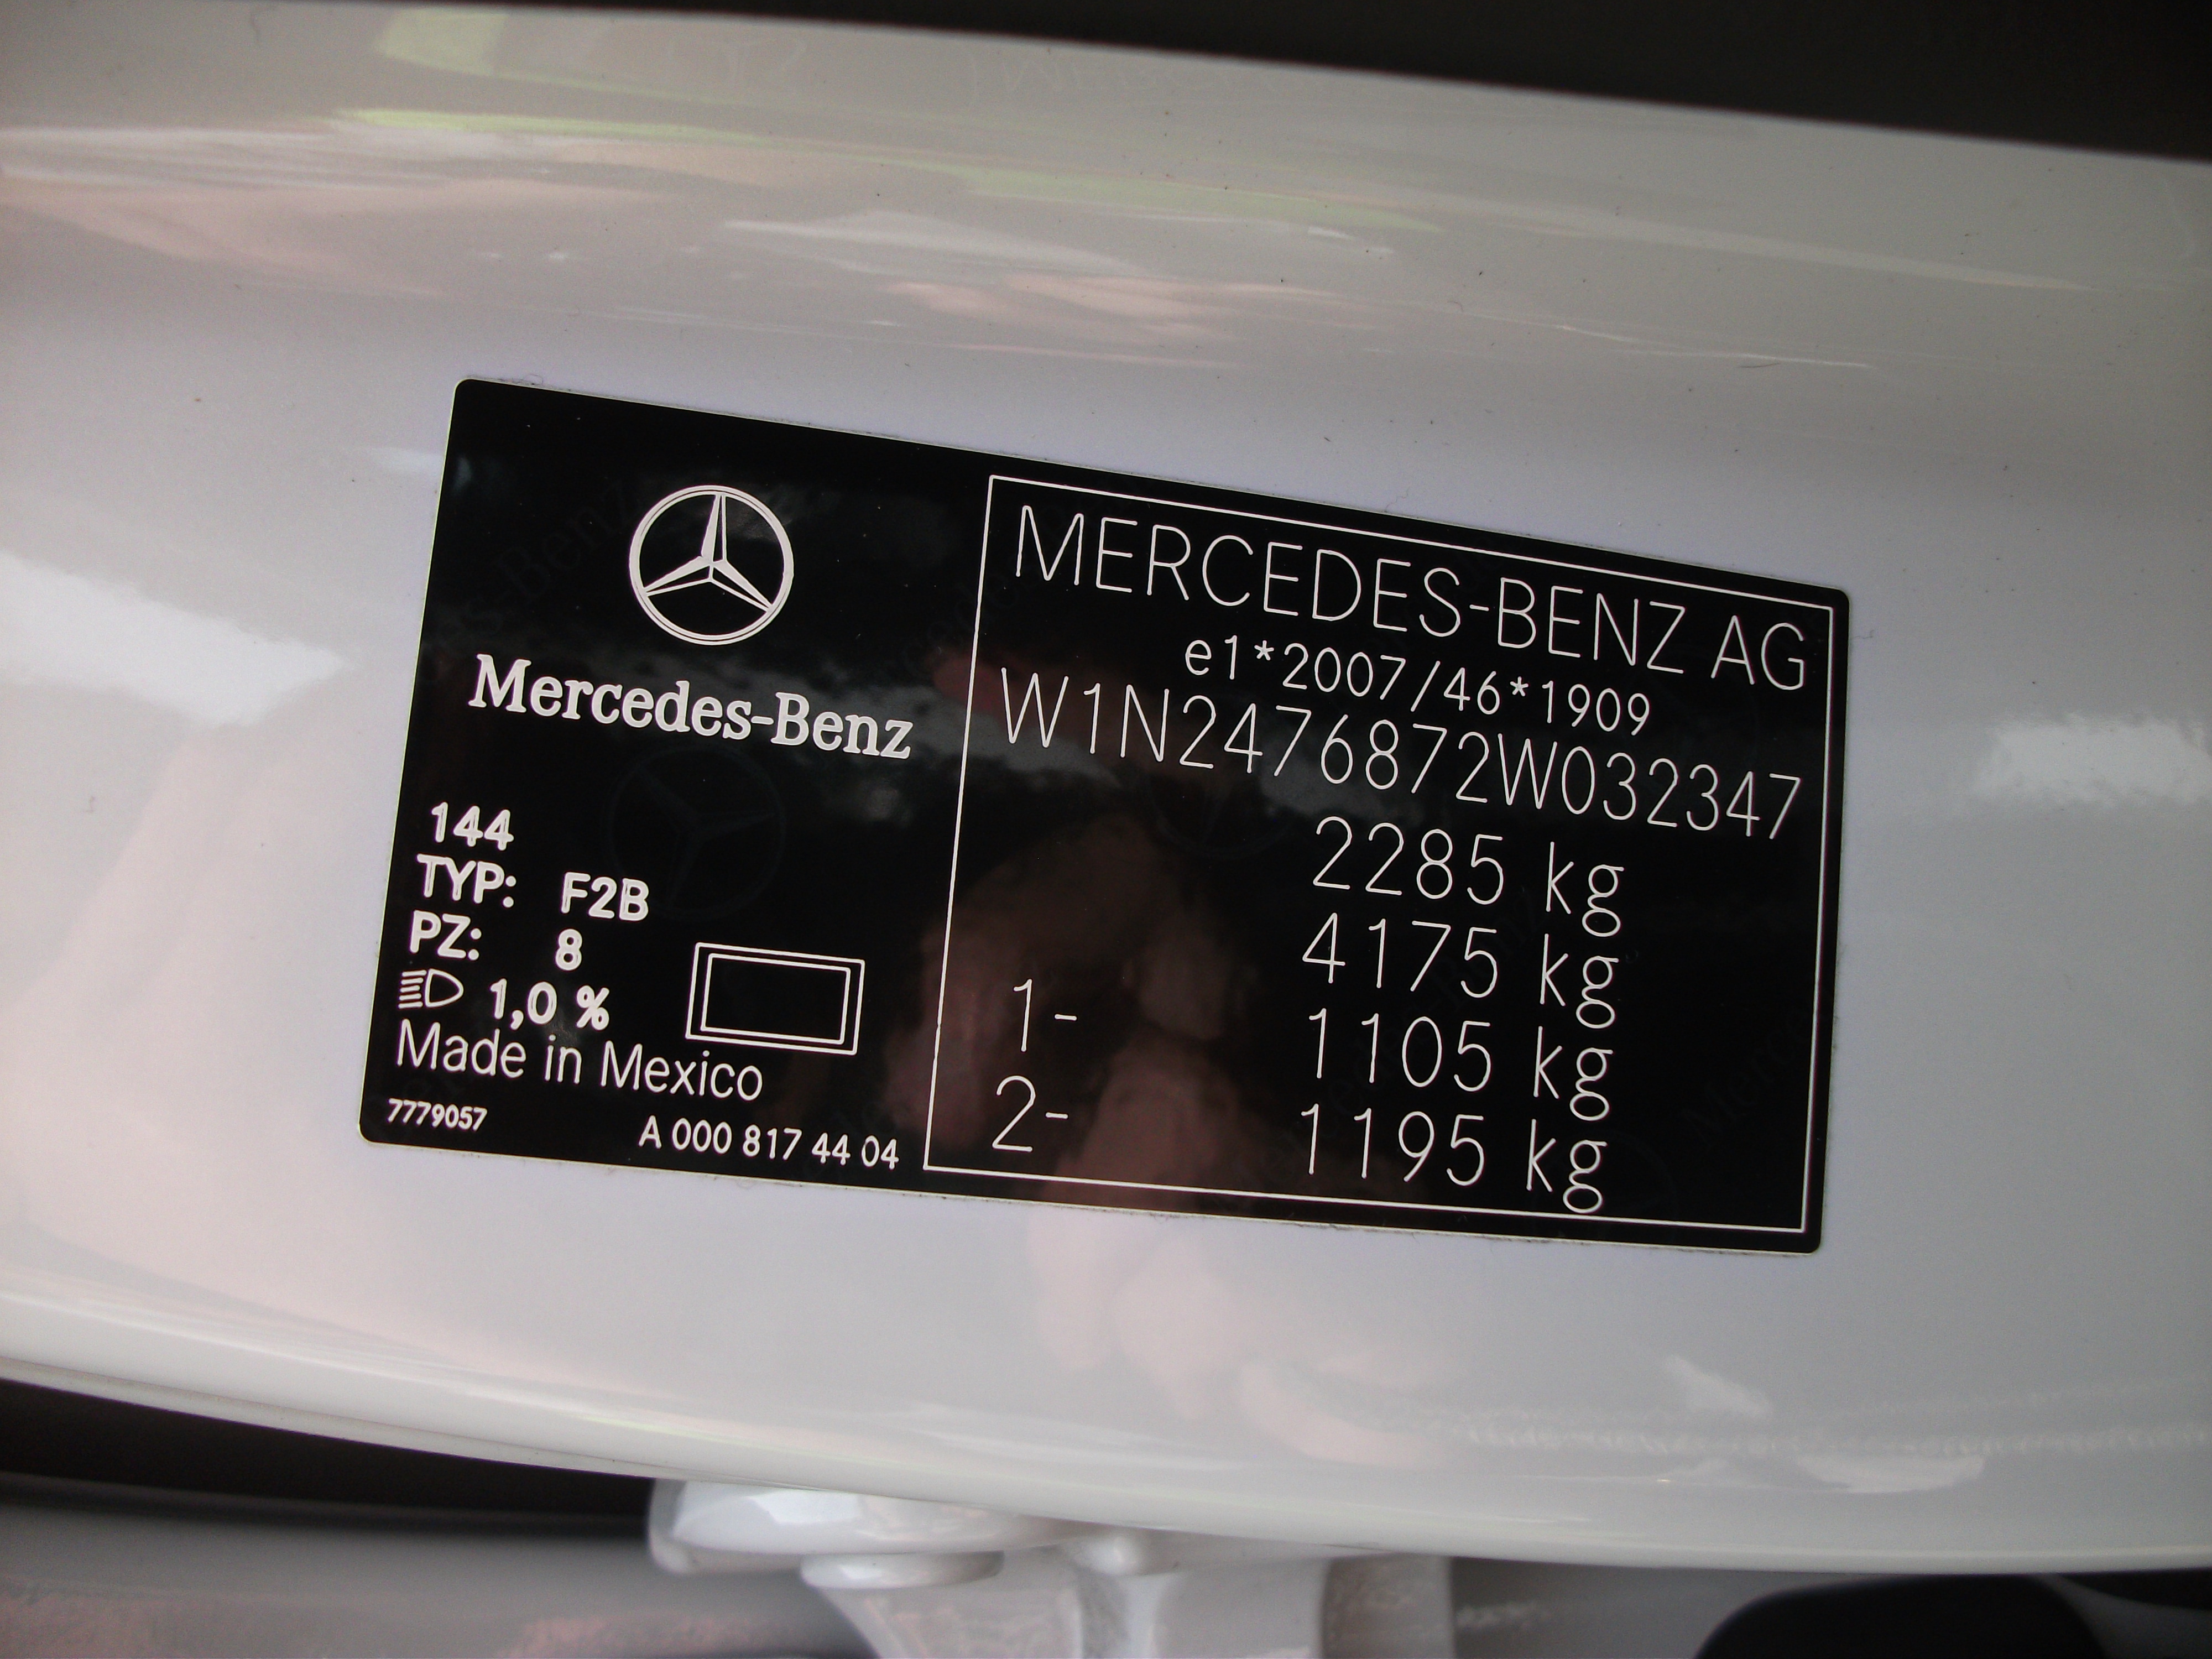 Mercedes-Benz
144
TYP: F2B
PZ: 8
1,0 %
Made in Mexico
7779057
A 000 817 44 04
MERCEDES-BENZ AG
e1*2007/46*1909
W1N2476872W032347
2285 kg
4175 kg
1- 1105 kg
2- 1195 kg